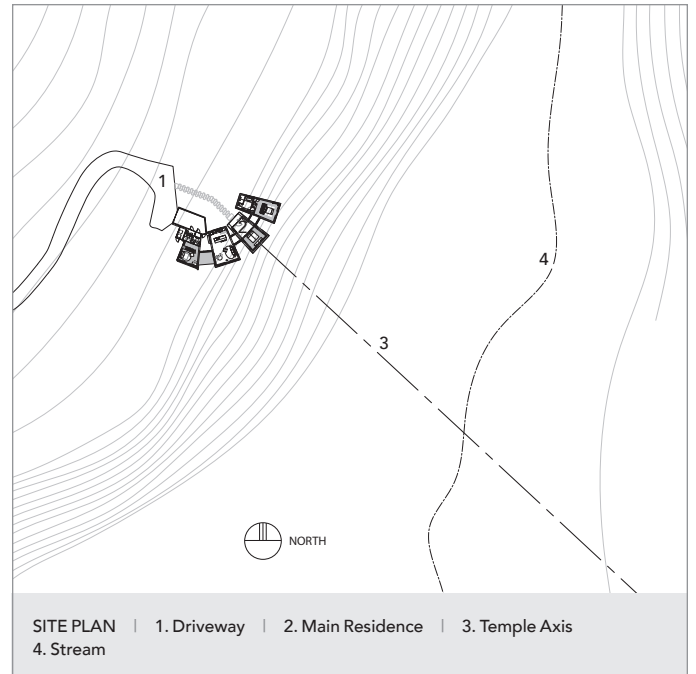 1
2
4
3
NORTH
SITE PLAN | 1. Driveway | 2. Main Residence | 3. Temple Axis
4. Stream